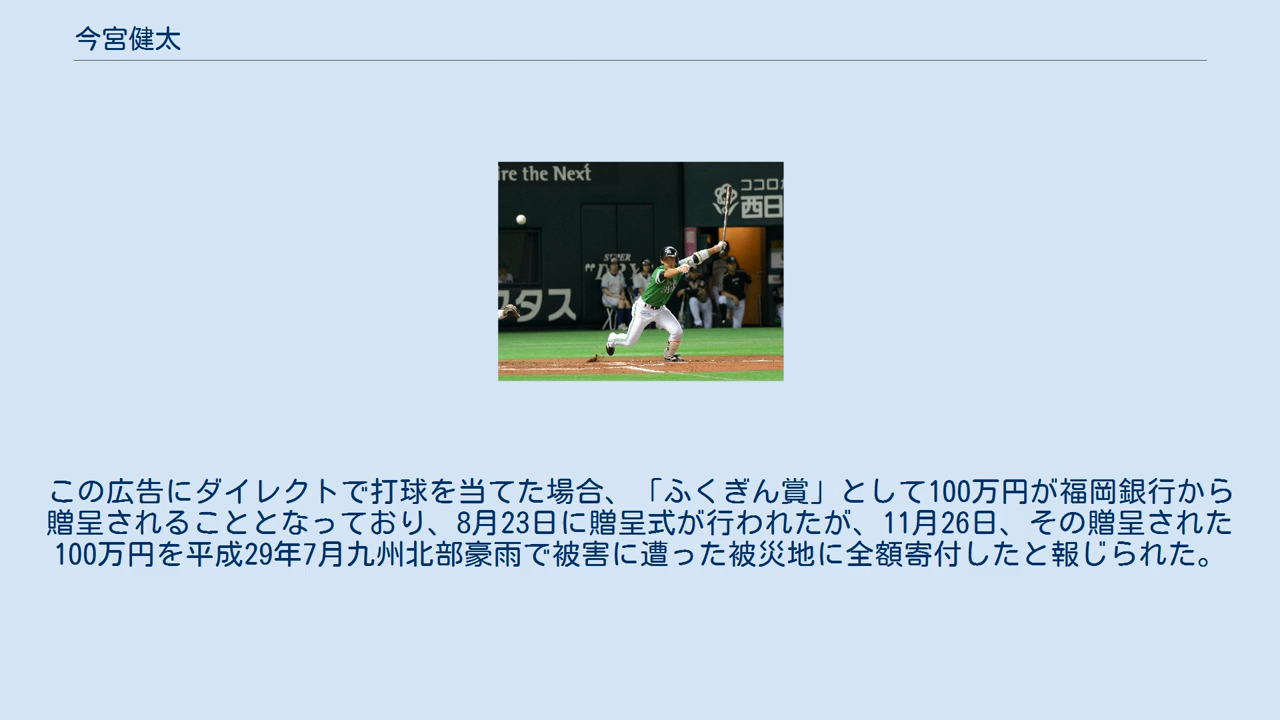 今宮健太
ire the Next
ココロ
西日
SUPER
スタス
この広告にダイレクトで打球を当てた場合、「ふくぎん賞」として100万円が福岡銀行から
贈呈されることとなっており、8月23日に贈呈式が行われたが、11月26日、その贈呈された
100万円を平成29年7月九州北部豪雨で被害に遭った被災地に全額寄付したと報じられた。